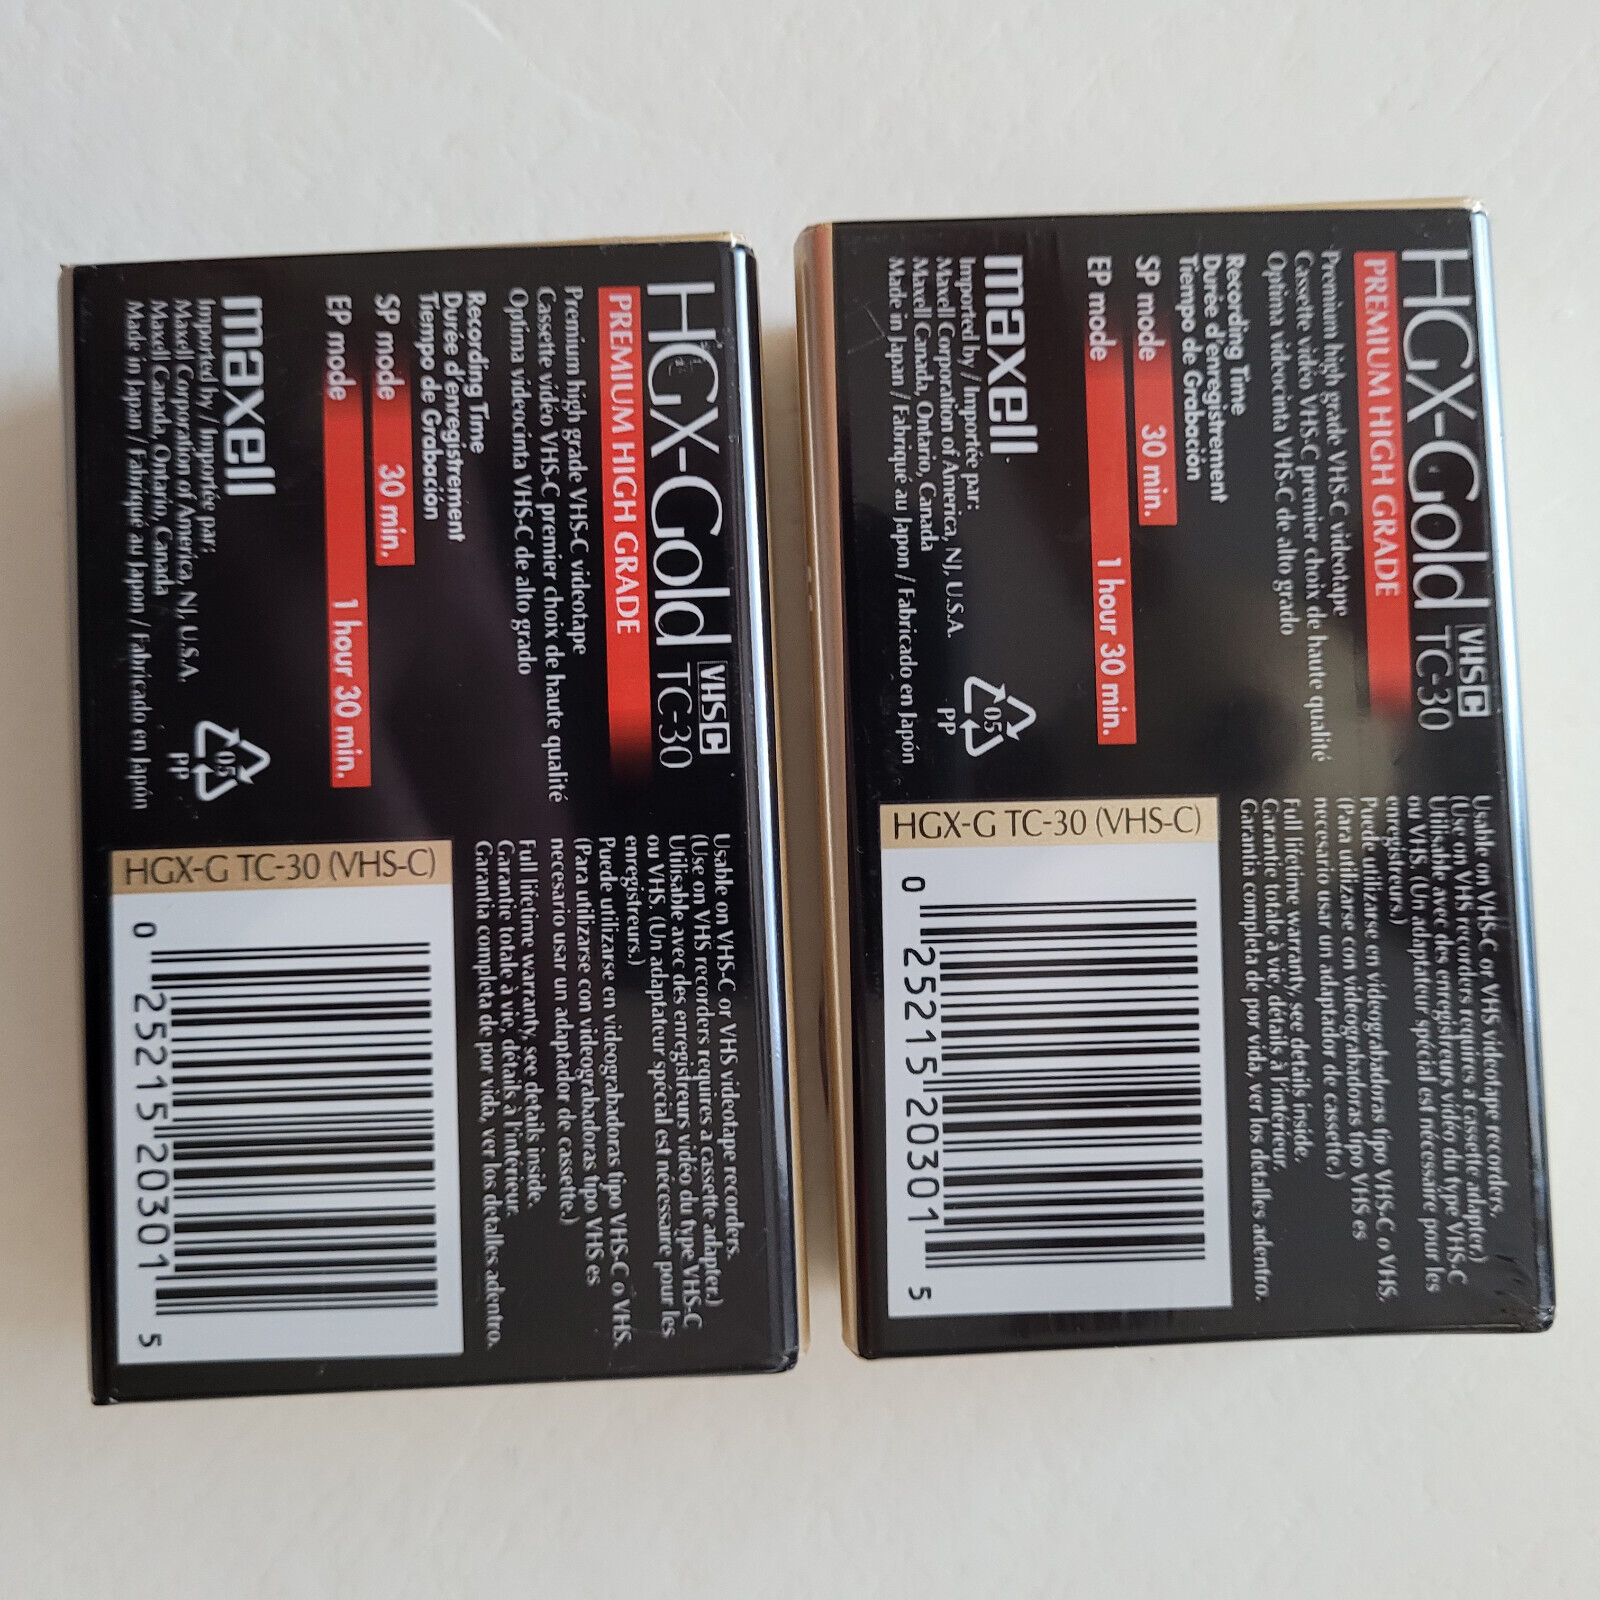 HGX-Gold VHSC TC-30
PREMIUM HIGH GRADE
Premium high grade VHS-C videotape
Cassette vidéo VHS-C premier choix de haute qualité
Optima videocinta VHS-C de alto grado
Recording Time
Durée d'enregistrement
Tiempo de Grabación
SP mode 30 min.
EP mode 1 hour 30 min.
maxell
Imported by / Importée par:
Maxell Corporation of America, NJ, U.S.A.
Maxell Canada, Ontario, Canada
Made in Japan / Fabriqué au Japon / Fabricado en Japón
05
PP
Usable on VHS-C or VHS videotape recorders.
(Use on VHS recorders requires a cassette adapter.)
Utilisable avec des enregistreurs vidéo du type VHS-C
ou VHS. (Un adaptateur spécial est nécessaire pour les
enregistreurs.)
Puede utilizarse en videograbadoras tipo VHS-C o VHS.
(Para utilizarse con videograbadoras tipo VHS es
necesario usar un adaptador de cassette.)
Full lifetime warranty, see details inside.
Garantie totale à vie, détails à l'intérieur.
Garantia completa de por vida, ver los detalles adentro.
HGX-G TC-30 (VHS-C)
0 25215 20301 5
HGX-Gold VHSC TC-30
PREMIUM HIGH GRADE
Premium high grade VHS-C videotape
Cassette vidéo VHS-C premier choix de haute qualité
Optima videocinta VHS-C de alto grado
Recording Time
Durée d'enregistrement
Tiempo de Grabación
SP mode 30 min.
EP mode 1 hour 30 min.
maxell
Imported by / Importée par:
Maxell Corporation of America, NJ, U.S.A.
Maxell Canada, Ontario, Canada
Made in Japan / Fabriqué au Japon / Fabricado en Japón
05
PP
Usable on VHS-C or VHS videotape recorders.
(Use on VHS recorders requires a cassette adapter.)
Utilisable avec des enregistreurs vidéo du type VHS-C
ou VHS. (Un adaptateur spécial est nécessaire pour les
enregistreurs.)
Puede utilizarse en videograbadoras tipo VHS-C o VHS.
(Para utilizarse con videograbadoras tipo VHS es
necesario usar un adaptador de cassette.)
Full lifetime warranty, see details inside.
Garantie totale à vie, détails à l'intérieur.
Garantia completa de por vida, ver los detalles adentro.
HGX-G TC-30 (VHS-C)
0 25215 20301 5